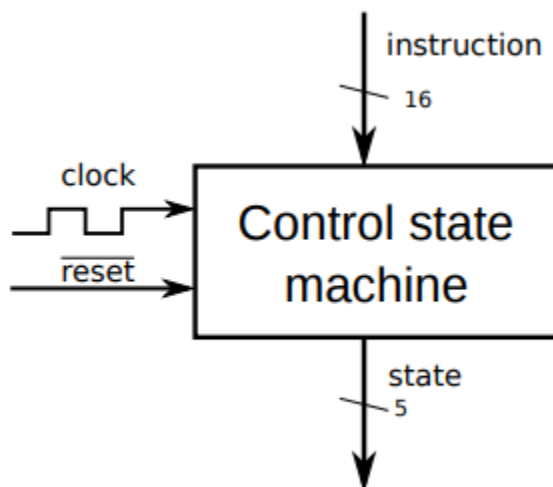 instruction
16
clock
Control state
reset
machine
state
5